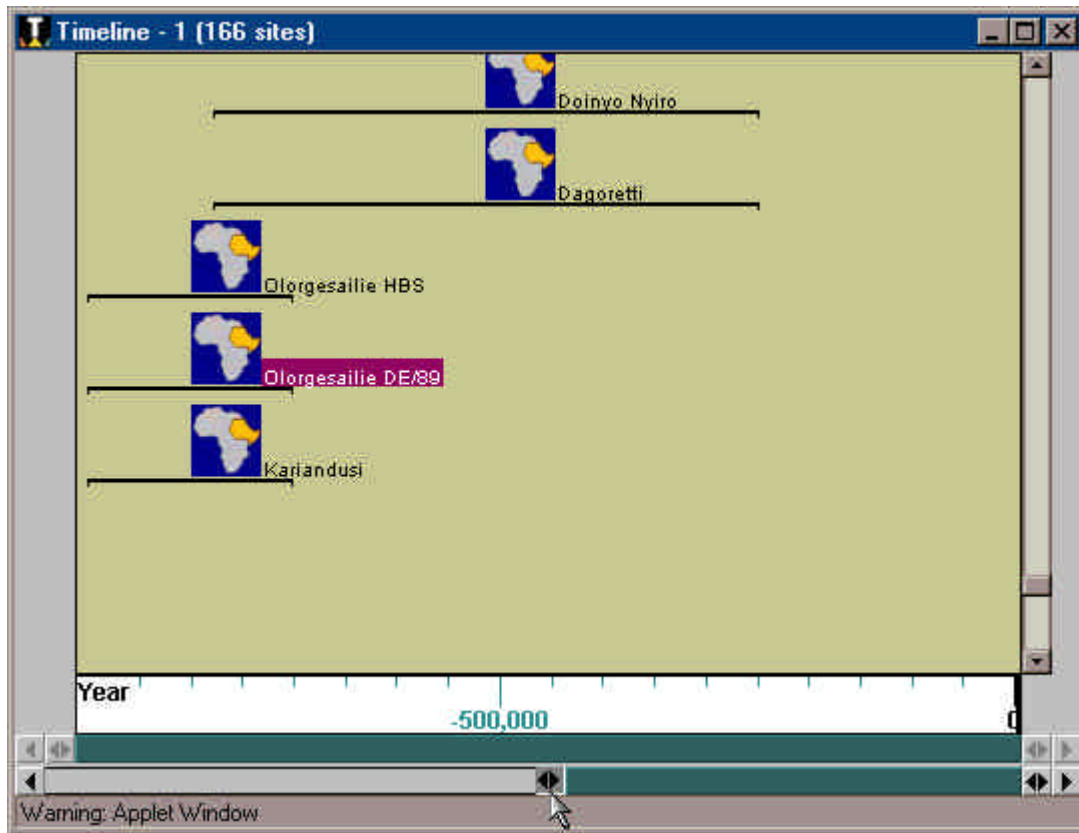 Timeline - 1 (166 sites)
Doinyo Nyiro
Dagoretti
Olorgesailie HBS
Olorgesailie DE/89
Kariandusi
Year
-500,000
0
Warning: Applet Window